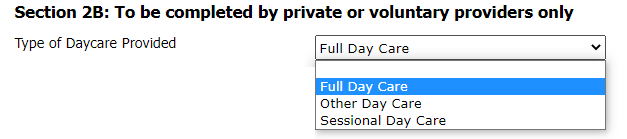 Section 2B: To be completed by private or voluntary providers only
Type of Daycare Provided
Full Day Care
Full Day Care
Other Day Care
Sessional Day Care